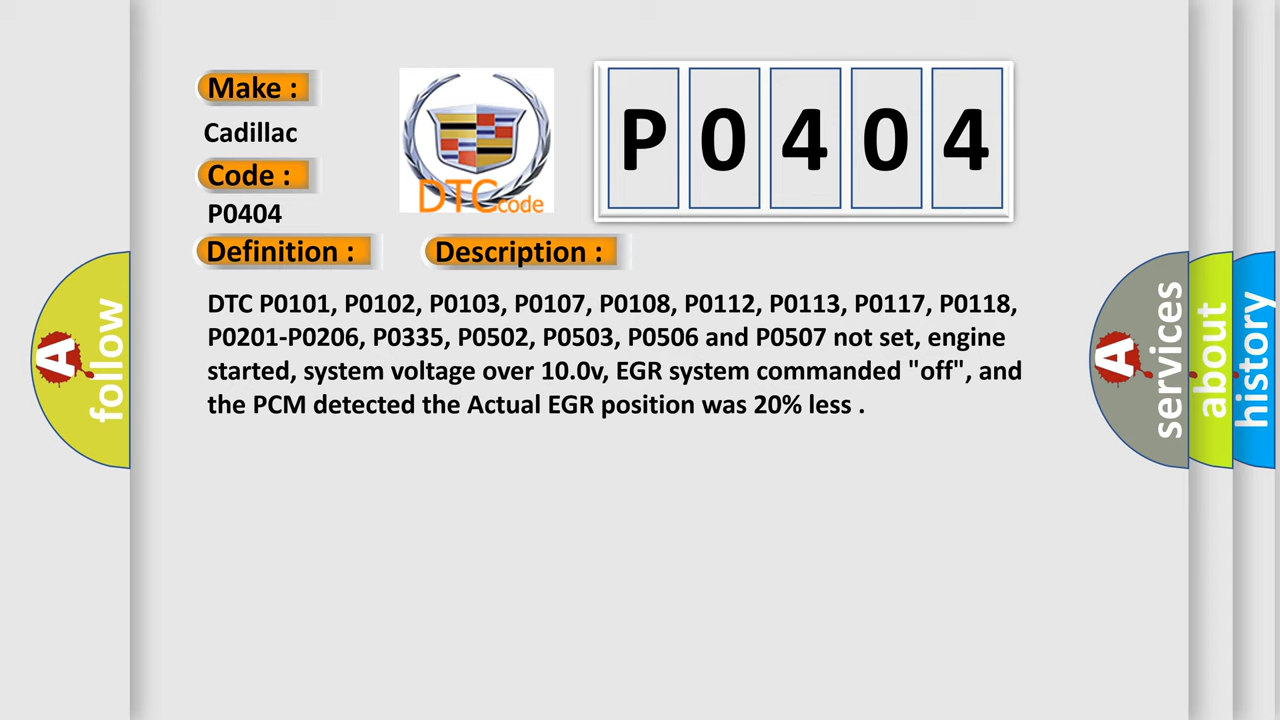 Make :
Cadillac
Code :
P0404
DTCcode
P0404
Definition :
Description :
DTC P0101, P0102, P0103, P0107, P0108, P0112, P0113, P0117, P0118,
P0201-P0206, P0335, P0502, P0503, P0506 and P0507 not set, engine
started, system voltage over 10.0v, EGR system commanded "off", and
the PCM detected the Actual EGR position was 20% less .
A follow
A services
about
history